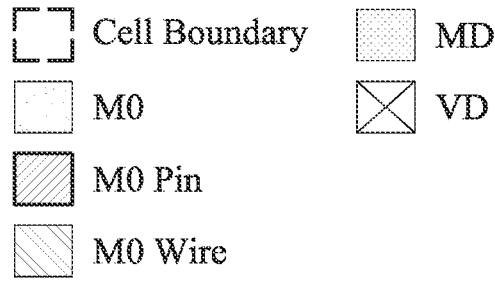 Cell Boundary
M0
M0 Pin
M0 Wire
MD
VD